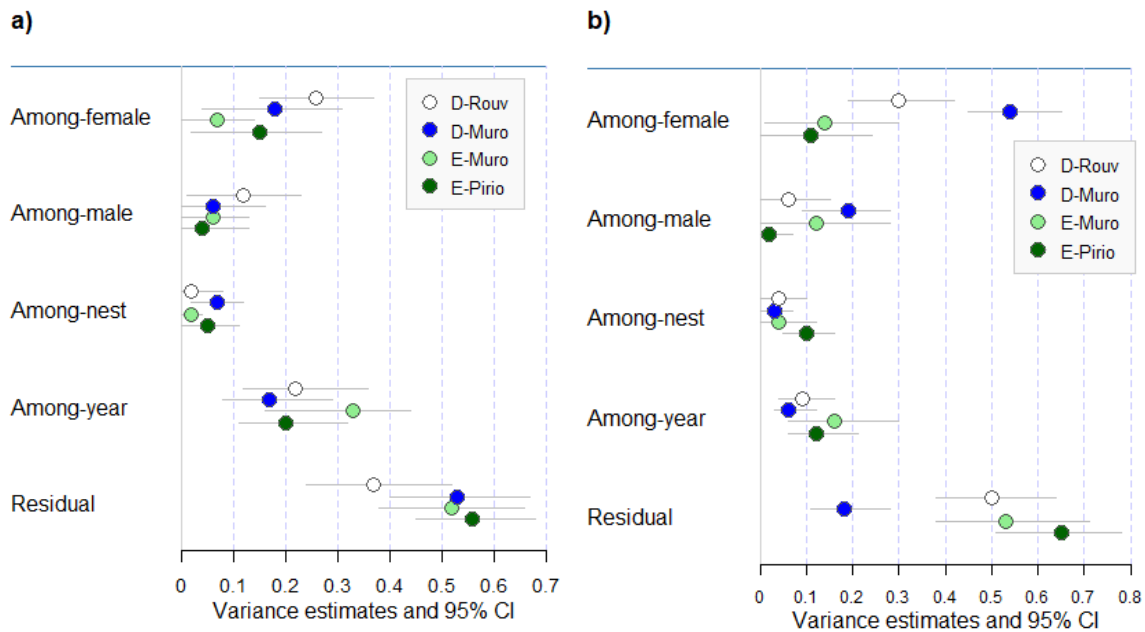 a)
Among-female
Among-male
Among-nest
Among-year
Residual
D-Rouv
D-Muro
E-Muro
E-Pirio
0 0.1 0.2 0.3 0.4 0.5 0.6 0.7
Variance estimates and 95% CI
b)
Among-female
Among-male
Among-nest
Among-year
Residual
D-Rouv
D-Muro
E-Muro
E-Pirio
0 0.1 0.2 0.3 0.4 0.5 0.6 0.7 0.8
Variance estimates and 95% CI